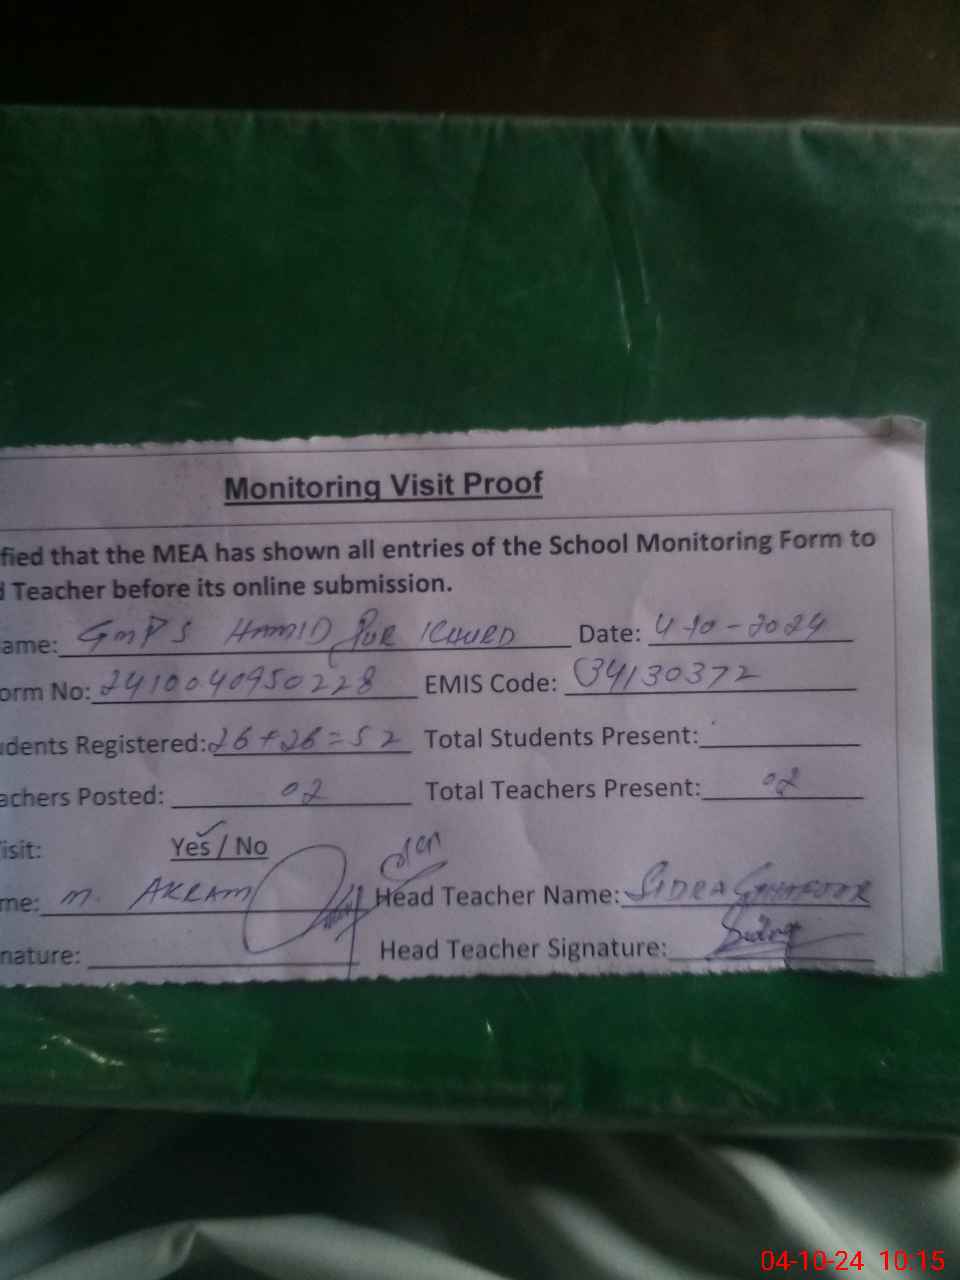 Monitoring Visit Proof
fied that the MEA has shown all entries of the School Monitoring Form to
d Teacher before its online submission.
ame: GMPS HAMID PUR KHURD Date: 4-10-2024
orm No: 2410040950228 EMIS Code: 34130372
udents Registered: 26+26=52 Total Students Present:
achers Posted: 02 Total Teachers Present: 02
isit: Yes / No
me: M. AKRAM Head Teacher Name: SIDRA GHAFOOR
nature: Head Teacher Signature: Sidra
04-10-24 10:15